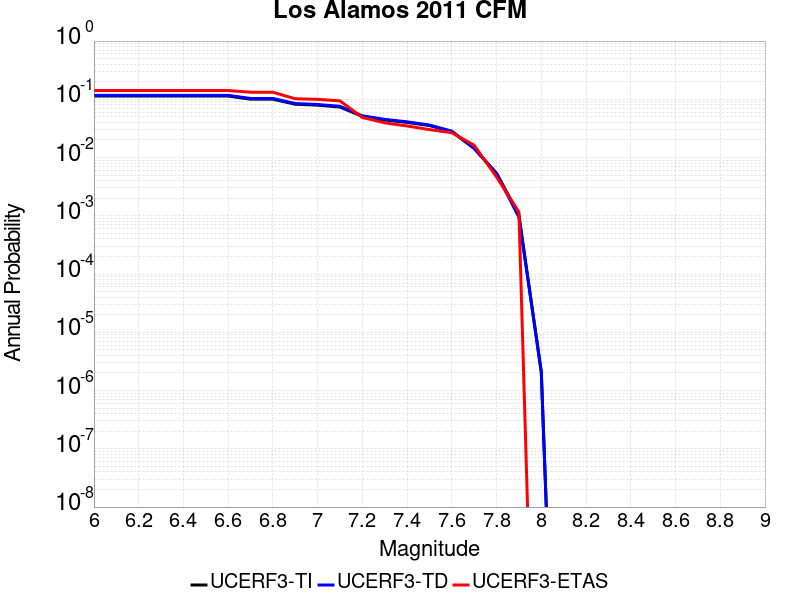 Los Alamos 2011 CFM
10^0
10^-1
10^-2
10^-3
10^-4
10^-5
10^-6
10^-7
10^-8
Annual Probability
6 6.2 6.4 6.6 6.8 7 7.2 7.4 7.6 7.8 8 8.2 8.4 8.6 8.8 9
Magnitude
UCERF3-TI UCERF3-TD UCERF3-ETAS